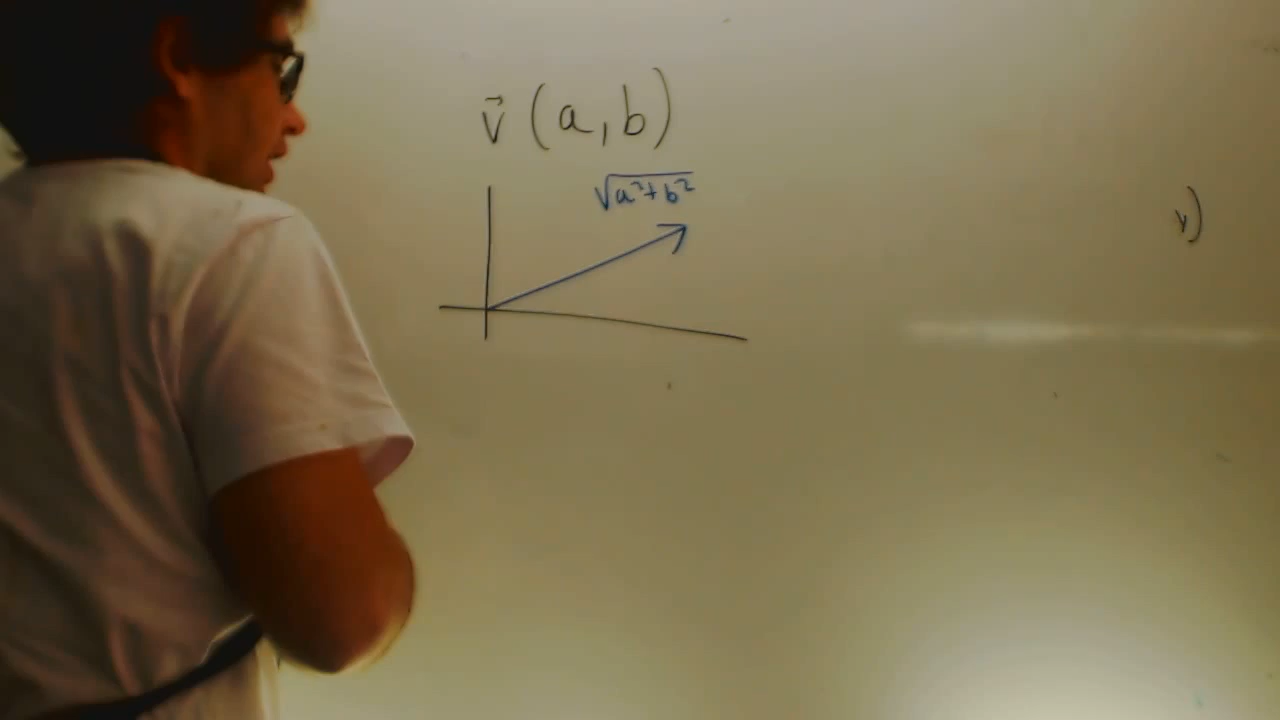 v⃗ (a,b)
√a²+b²
v)